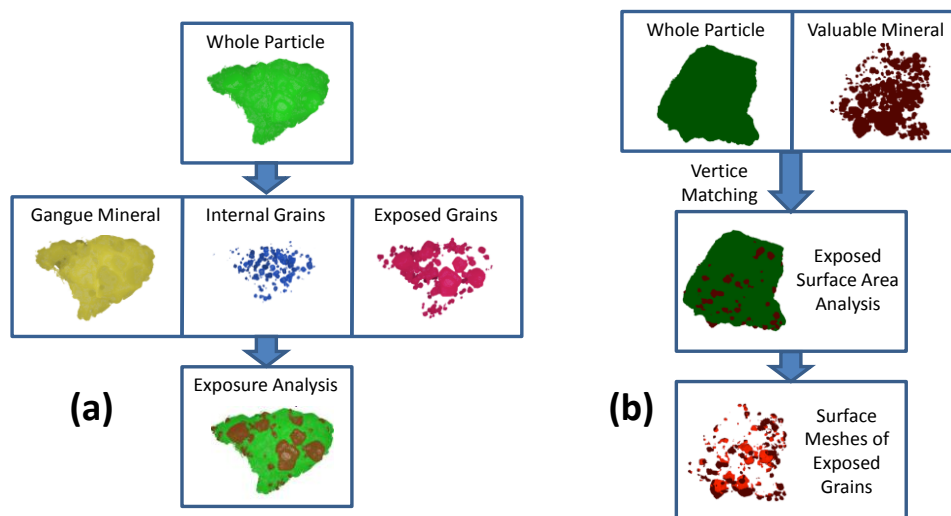 Whole Particle
Gangue Mineral
Internal Grains
Exposed Grains
Exposure Analysis
(a)
Whole Particle
Valuable Mineral
Vertice
Matching
Exposed
Surface Area
Analysis
(b)
Surface
Meshes of
Exposed
Grains